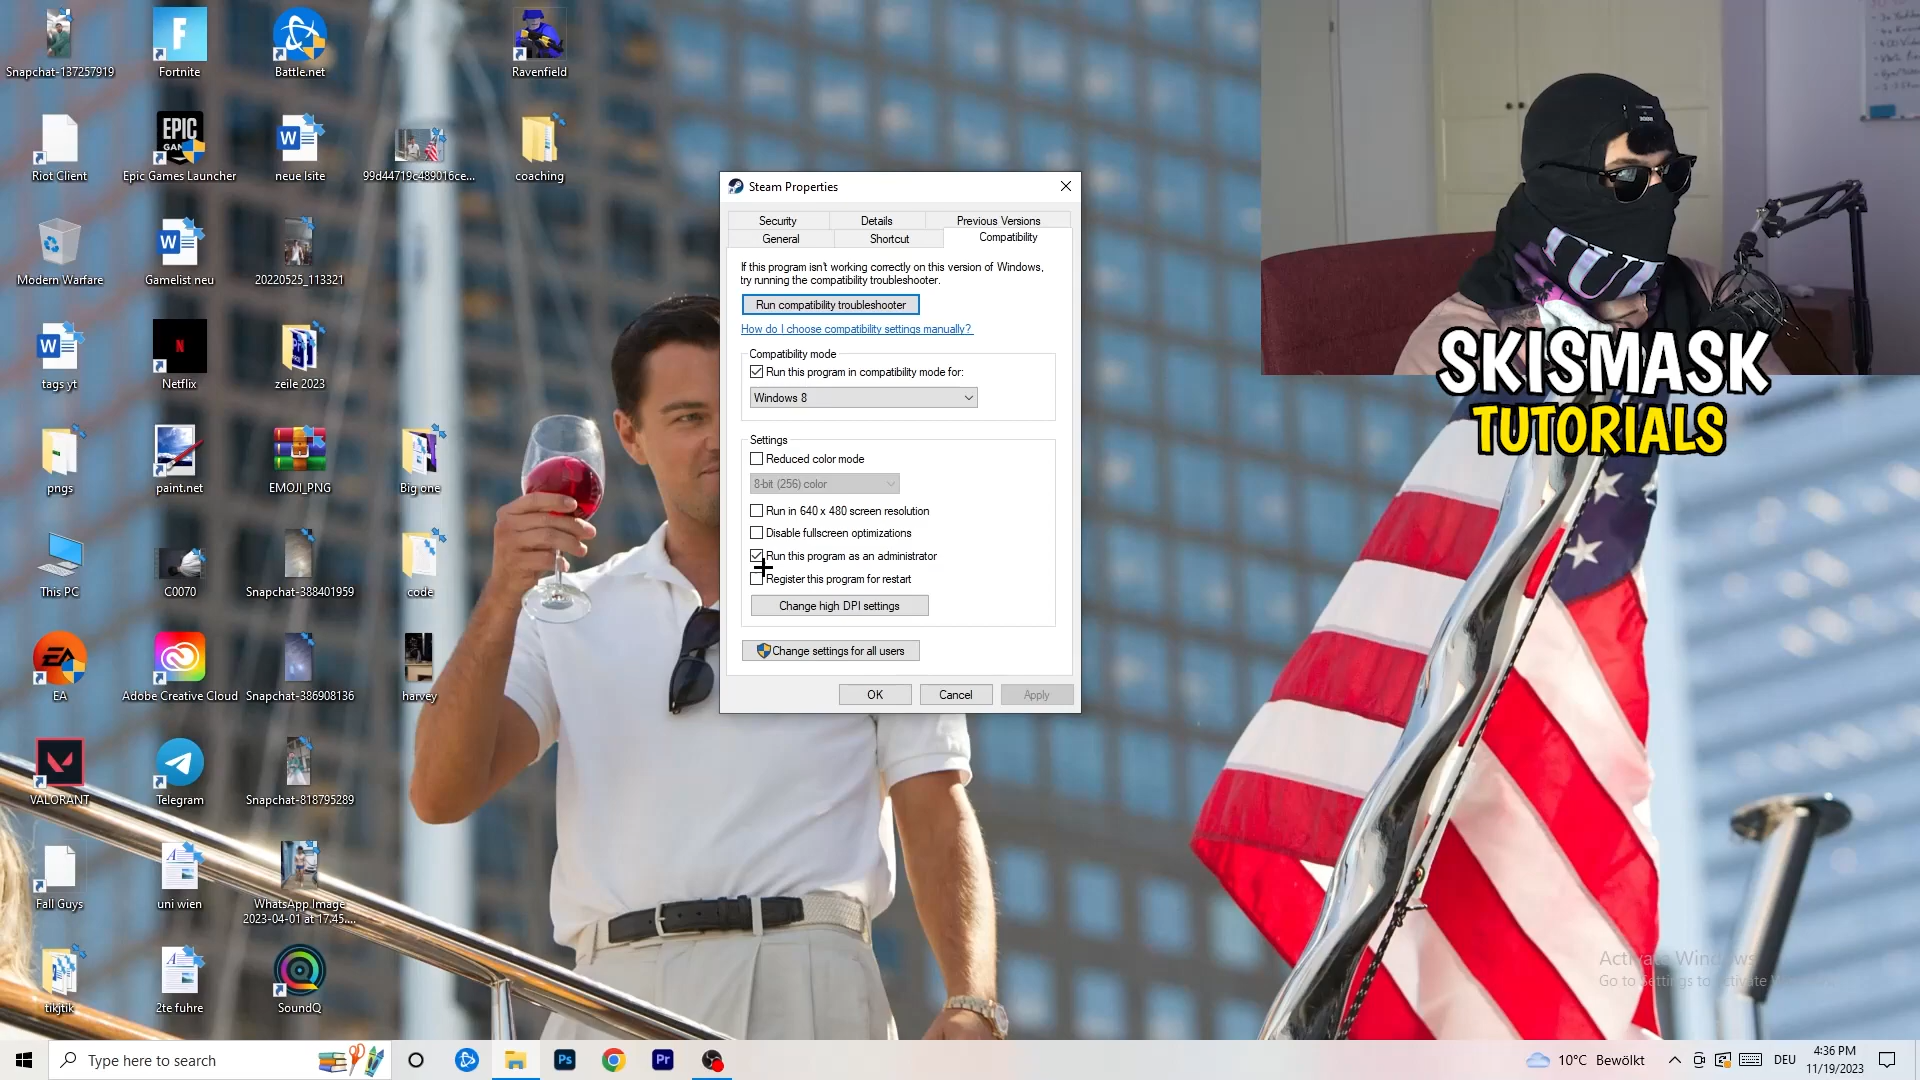 Snapchat-137257919
Fortnite
Battle.net
Ravenfield
Riot Client
EPIC
Epic Games Launcher
neue lsite
99d44719c489016ce...
coaching
Modern Warfare
Gamelist neu
20220525_113321
tags yt
Netflix
zeile 2023
pngs
paint.net
EMOJI_PNG
Big one
This PC
C0070
Snapchat-388401959
code
EA
Adobe Creative Cloud
Snapchat-386908136
harvey
VALORANT
Telegram
Snapchat-818795289
Fall Guys
uni wien
WhatsApp Image
2023-04-01 at 17.45....
tikjtik
2te fuhre
SoundQ
Steam Properties
Security
Details
Previous Versions
General
Shortcut
Compatibility
If this program isn't working correctly on this version of Windows,
try running the compatibility troubleshooter.
Run compatibility troubleshooter
How do I choose compatibility settings manually?
Compatibility mode
Run this program in compatibility mode for:
Windows 8
Settings
Reduced color mode
8-bit (256) color
Run in 640 x 480 screen resolution
Disable fullscreen optimizations
Run this program as an administrator
Register this program for restart
Change high DPI settings
Change settings for all users
OK
Cancel
Apply
SKISMASK
TUTORIALS
Activate Windows
Go to Settings to activate
Type here to search
Ps
Pr
10°C Bewölkt
DEU
4:36 PM
11/19/2023